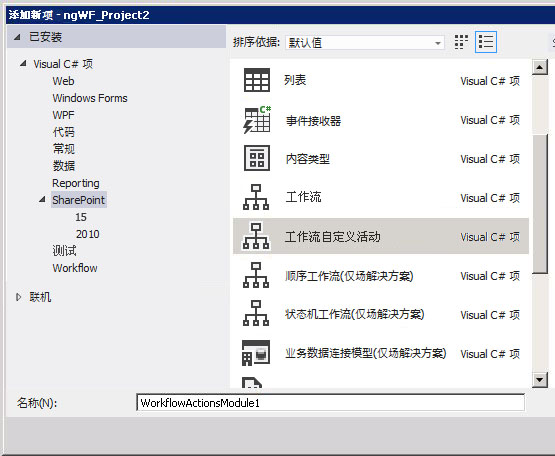 添加新项 - ngWF_Project2
已安装
Visual C# 项
Web
Windows Forms
WPF
代码
常规
数据
Reporting
SharePoint
15
2010
测试
Workflow
联机
排序依据: 默认值
列表 Visual C# 项
事件接收器 Visual C# 项
内容类型 Visual C# 项
工作流 Visual C# 项
工作流自定义活动 Visual C# 项
顺序工作流(仅场解决方案) Visual C# 项
状态机工作流(仅场解决方案) Visual C# 项
业务数据连接模型(仅场解决方案) Visual C# 项
名称(N): WorkflowActionsModule1